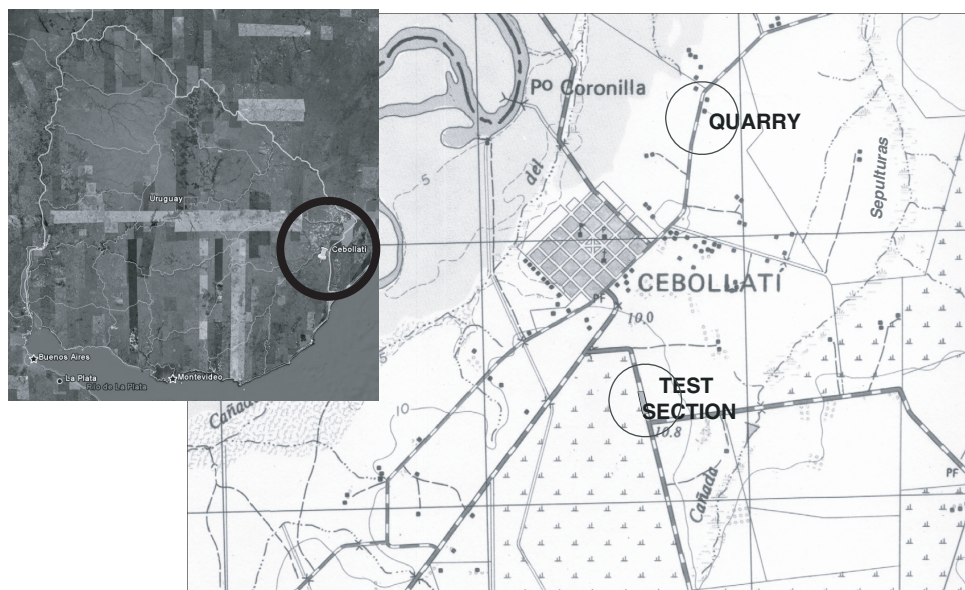 Uruguay
Cebollati
Buenos Aires
La Plata
Río de La Plata
Montevideo
Pº Coronilla
QUARRY
5
5
del
Sepulturas
CEBOLLATÍ
PF
10.0
TEST
SECTION
10.8
10
Cañada
Cañada
PF